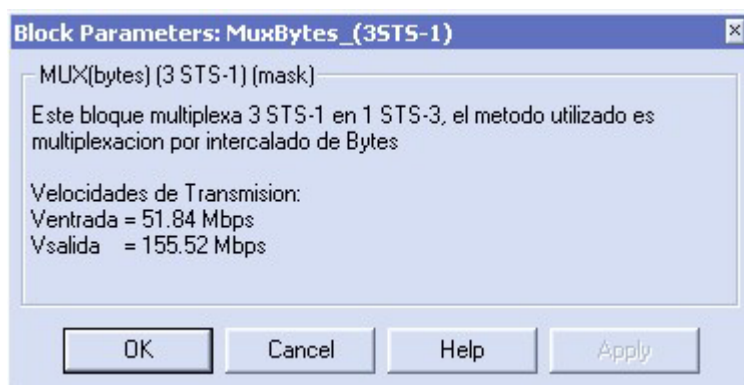 Block Parameters: MuxBytes_(3STS-1)
MUX(bytes) (3 STS-1) (mask)
Este bloque multiplexa 3 STS-1 en 1 STS-3, el metodo utilizado es
multiplexacion por intercalado de Bytes
Velocidades de Transmision:
Ventrada = 51.84 Mbps
Vsalida = 155.52 Mbps
OK Cancel Help Apply